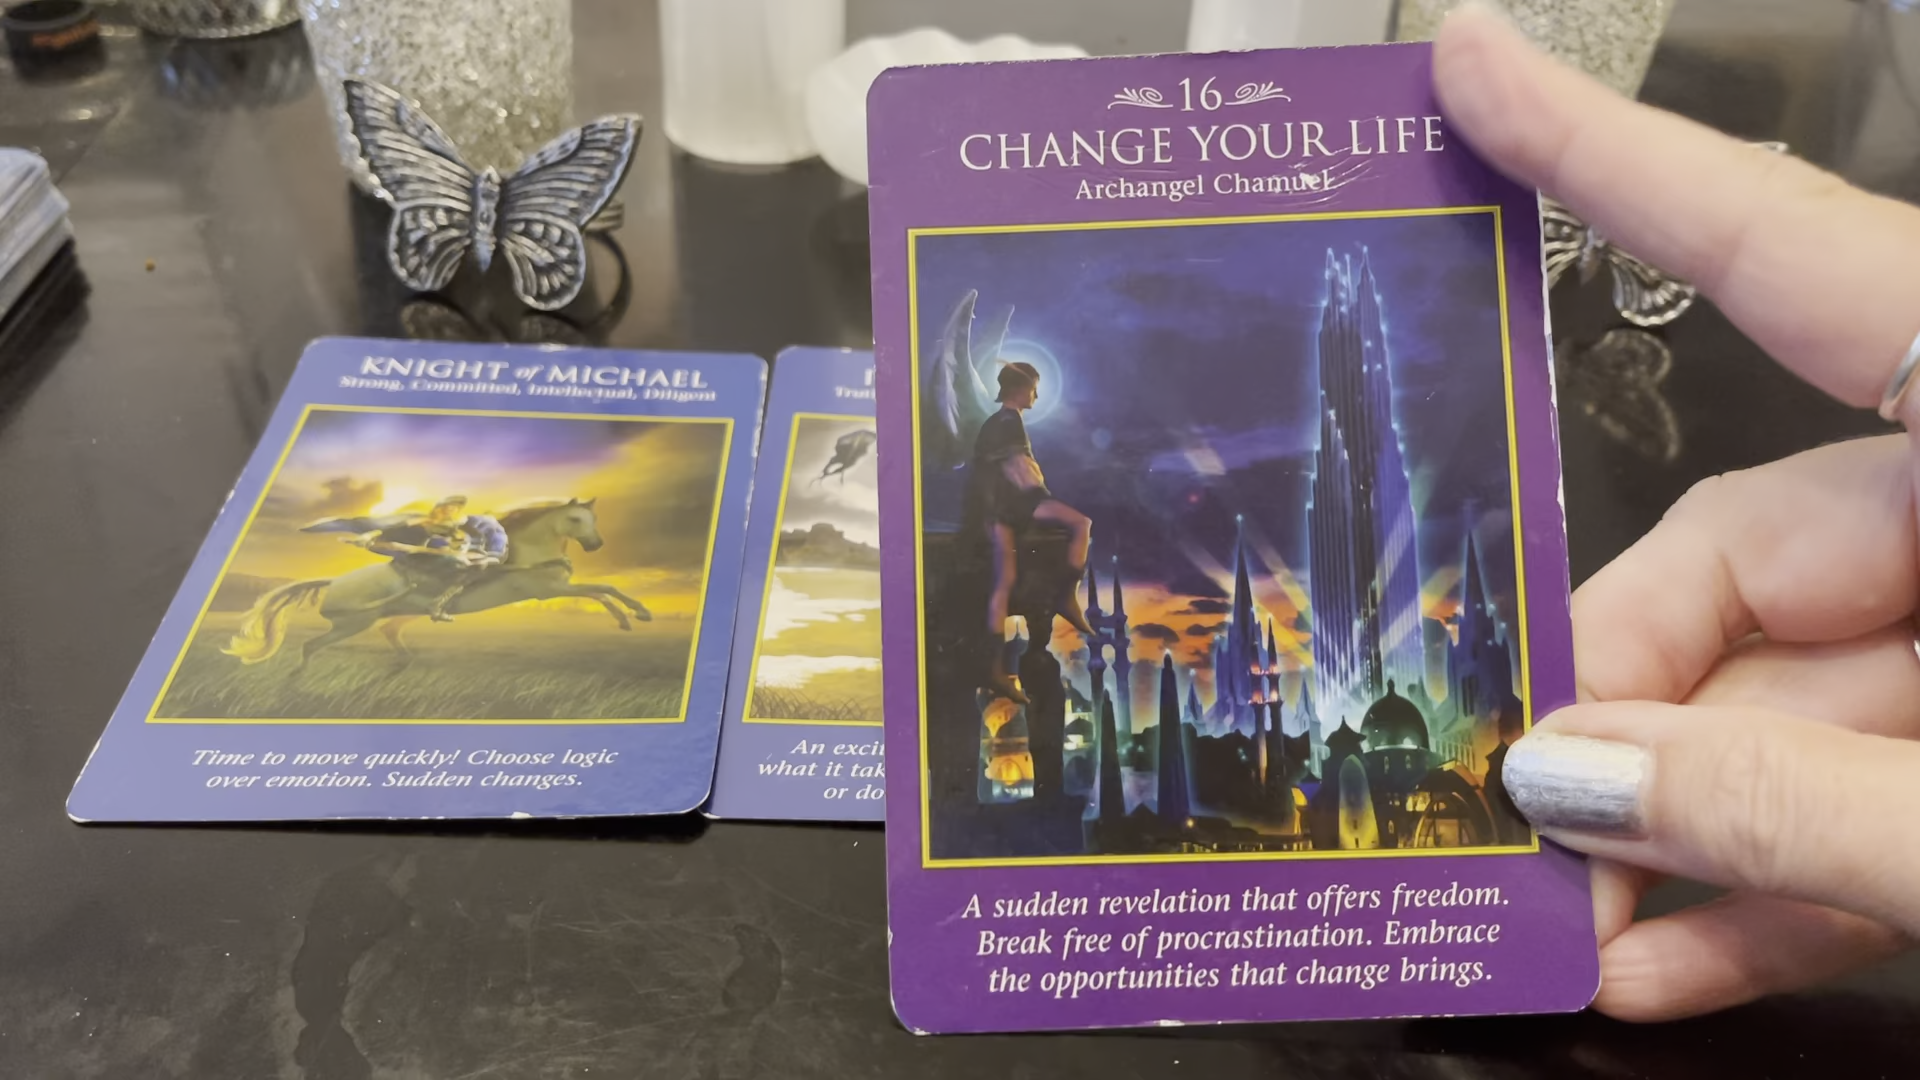 KNIGHT of MICHAEL
Strong, Committed, Intellectual, Diligent
Time to move quickly! Choose logic
over emotion. Sudden changes.
An
what it
or do
16
CHANGE YOUR LIFE
Archangel Chamuel
A sudden revelation that offers freedom.
Break free of procrastination. Embrace
the opportunities that change brings.